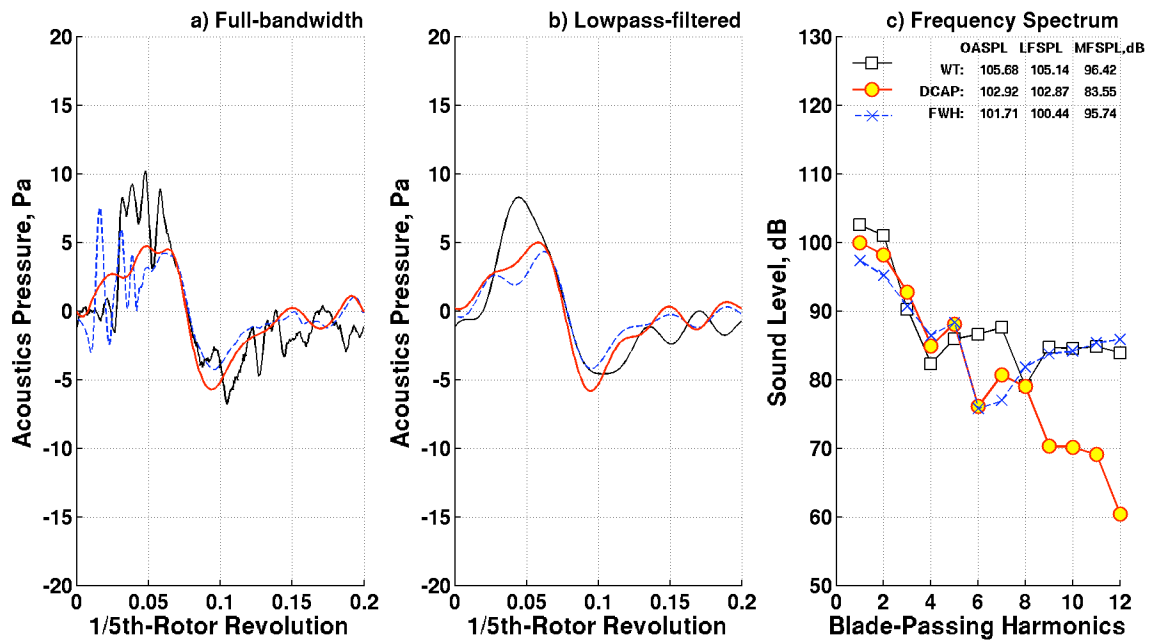 a) Full-bandwidth
20
15
10
5
0
-5
-10
-15
-20
Acoustics Pressure, Pa
0 0.05 0.1 0.15 0.2
1/5th-Rotor Revolution
b) Lowpass-filtered
20
15
10
5
0
-5
-10
-15
-20
Acoustics Pressure, Pa
0 0.05 0.1 0.15 0.2
1/5th-Rotor Revolution
c) Frequency Spectrum
OASPL LFSPL MFSPL,dB
WT: 105.68 105.14 96.42
DCAP: 102.92 102.87 83.55
FWH: 101.71 100.44 95.74
130
120
110
100
90
80
70
60
50
Sound Level, dB
0 2 4 6 8 10 12
Blade-Passing Harmonics